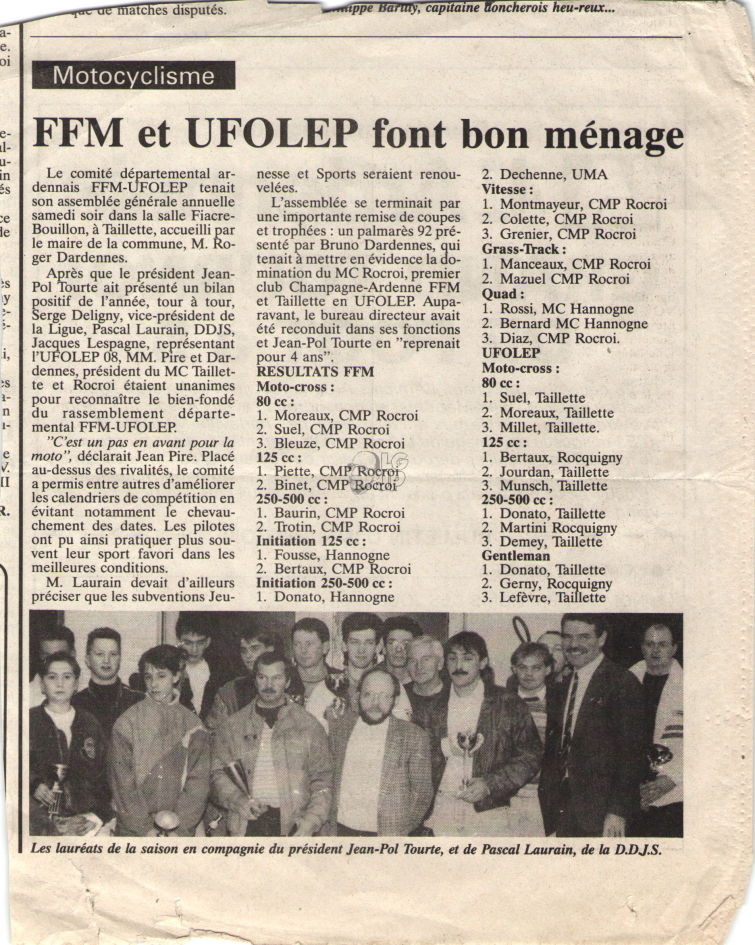 que de matches disputés.
Philippe Barilly, capitaine doncherois heu-reux...
Motocyclisme
FFM et UFOLEP font bon ménage
Le comité départemental ar-
dennais FFM-UFOLEP tenait
son assemblée générale annuelle
samedi soir dans la salle Fiacre-
Bouillon, à Taillette, accueilli par
le maire de la commune, M. Ro-
ger Dardennes.
Après que le président Jean-
Pol Tourte ait présenté un bilan
positif de l'année, tour à tour,
Serge Deligny, vice-président de
la Ligue, Pascal Laurain, DDJS,
Jacques Lespagne, représentant
l'UFOLEP 08, MM. Pire et Dar-
dennes, président du MC Taillet-
te et Rocroi étaient unanimes
pour reconnaître le bien-fondé
du rassemblement départe-
mental FFM-UFOLEP.
"C'est un pas en avant pour la
moto", déclarait Jean Pire. Placé
au-dessus des rivalités, le comité
a permis entre autres d'améliorer
les calendriers de compétition en
évitant notamment le chevau-
chement des dates. Les pilotes
ont pu ainsi pratiquer plus sou-
vent leur sport favori dans les
meilleures conditions.
M. Laurain devait d'ailleurs
préciser que les subventions Jeu-
nesse et Sports seraient renou-
velées.
L'assemblée se terminait par
une importante remise de coupes
et trophées : un palmarès 92 pré-
senté par Bruno Dardennes, qui
tenait à mettre en évidence la do-
mination du MC Rocroi, premier
club Champagne-Ardenne FFM
et Taillette en UFOLEP. Aupa-
ravant, le bureau directeur avait
été reconduit dans ses fonctions
et Jean-Pol Tourte en "reprenait
pour 4 ans".
RESULTATS FFM
Moto-cross :
80 cc :
1. Moreaux, CMP Rocroi
2. Suel, CMP Rocroi
3. Bleuze, CMP Rocroi
125 cc :
1. Piette, CMP Rocroi
2. Binet, CMP Rocroi
250-500 cc :
1. Baurin, CMP Rocroi
2. Trotin, CMP Rocroi
Initiation 125 cc :
1. Fousse, Hannogne
2. Bertaux, CMP Rocroi
Initiation 250-500 cc :
1. Donato, Hannogne
2. Dechenne, UMA
Vitesse :
1. Montmayeur, CMP Rocroi
2. Colette, CMP Rocroi
3. Grenier, CMP Rocroi
Grass-Track :
1. Manceaux, CMP Rocroi
2. Mazuel CMP Rocroi
Quad :
1. Rossi, MC Hannogne
2. Bernard MC Hannogne
3. Diaz, CMP Rocroi.
UFOLEP
Moto-cross :
80 cc :
1. Suel, Taillette
2. Moreaux, Taillette
3. Millet, Taillette.
125 cc :
1. Bertaux, Rocquigny
2. Jourdan, Taillette
3. Munsch, Taillette
250-500 cc :
1. Donato, Taillette
2. Martini Rocquigny
3. Demey, Taillette
Gentleman
1. Donato, Taillette
2. Gerny, Rocquigny
3. Lefèvre, Taillette
Les lauréats de la saison en compagnie du président Jean-Pol Tourte, et de Pascal Laurain, de la D.D.J.S.